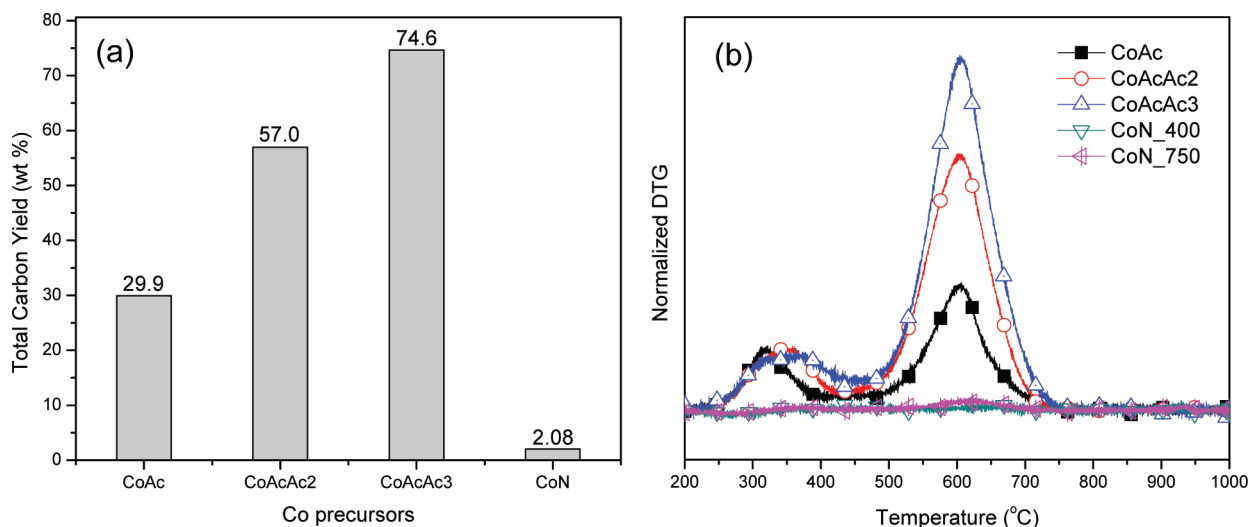 (a)
Total Carbon Yield (wt %)
80
70
60
50
40
30
20
10
0
29.9
57.0
74.6
2.08
CoAc
CoAcAc2
CoAcAc3
CoN
Co precursors
(b)
Normalized DTG
CoAc
CoAcAc2
CoAcAc3
CoN_400
CoN_750
200
300
400
500
600
700
800
900
1000
Temperature (°C)